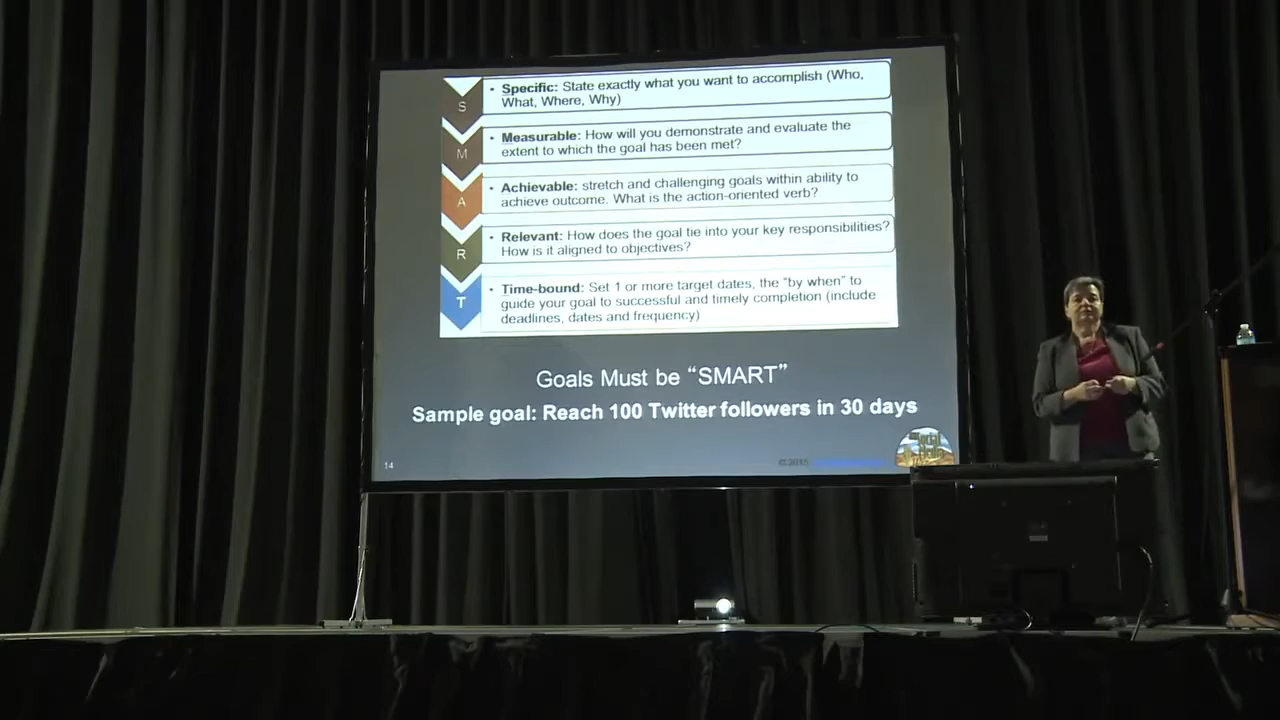 S
• Specific: State exactly what you want to accomplish (Who,
What, Where, Why)
M
• Measurable: How will you demonstrate and evaluate the
extent to which the goal has been met?
A
• Achievable: stretch and challenging goals within ability to
achieve outcome. What is the action-oriented verb?
R
• Relevant: How does the goal tie into your key responsibilities?
How is it aligned to objectives?
T
• Time-bound: Set 1 or more target dates, the “by when” to
guide your goal to successful and timely completion (include
deadlines, dates and frequency)
Goals Must be “SMART”
Sample goal: Reach 100 Twitter followers in 30 days
14
© 2015